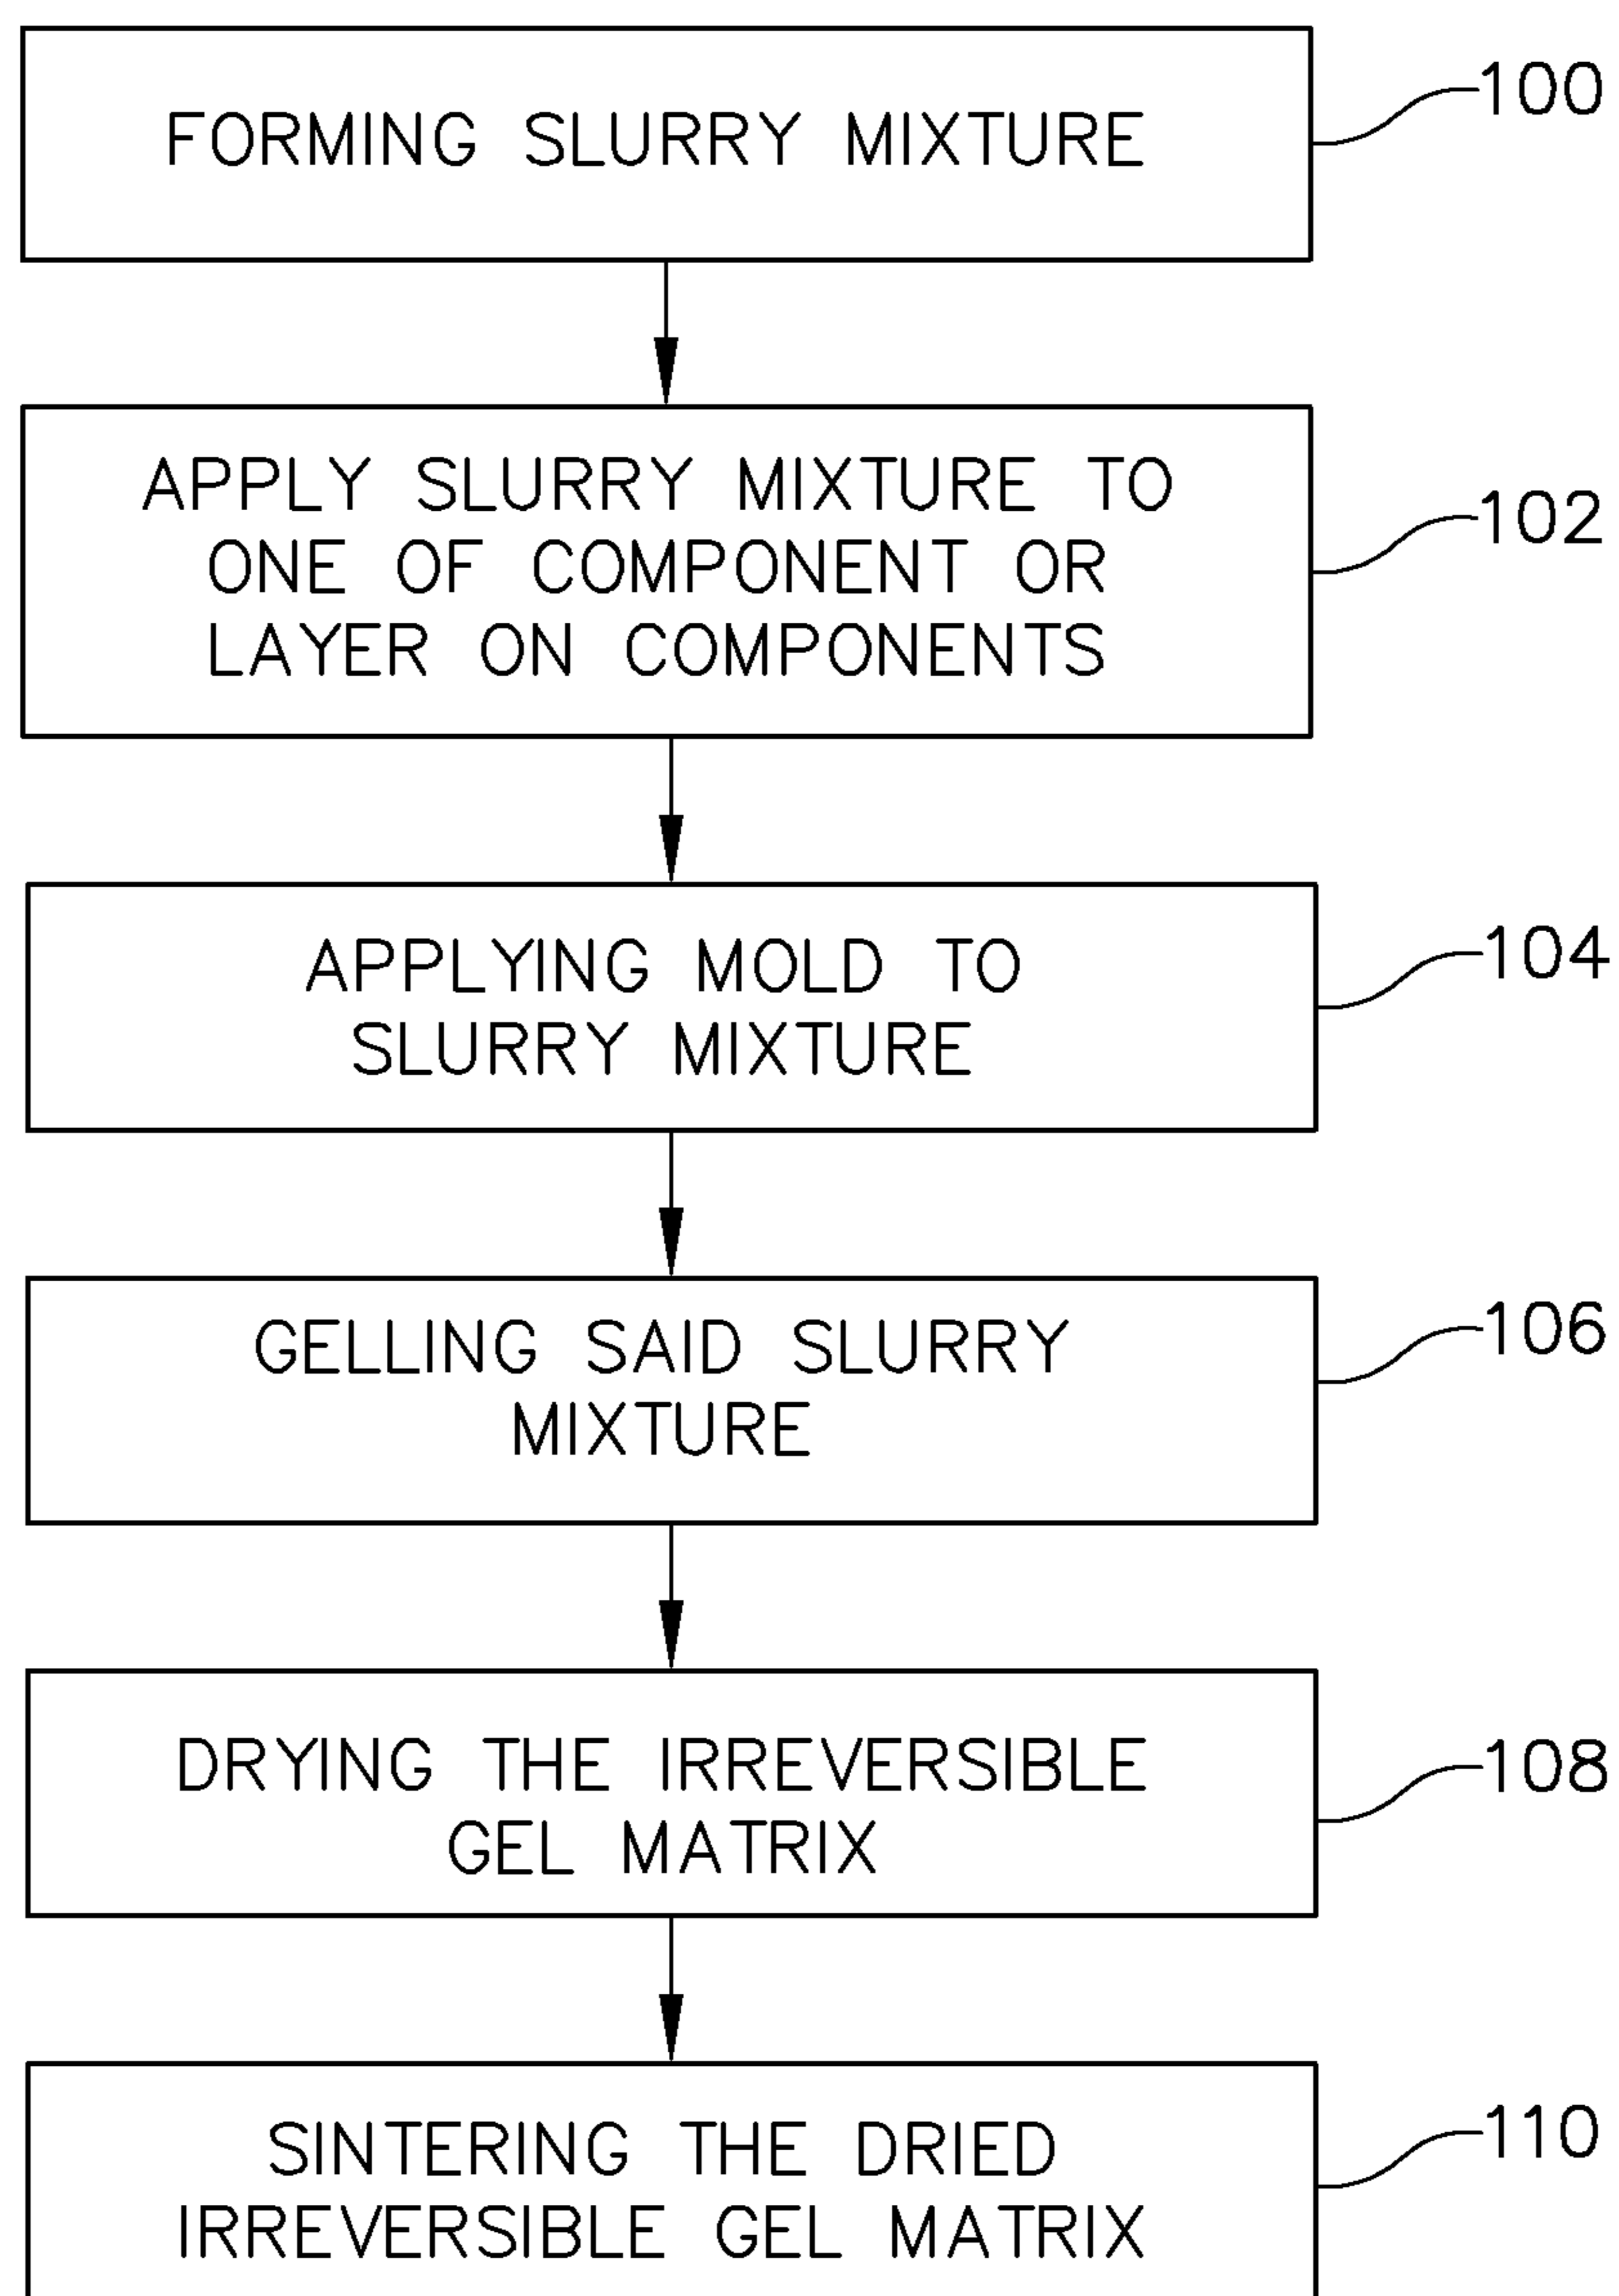 FORMING SLURRY MIXTURE
100
APPLY SLURRY MIXTURE TO
ONE OF COMPONENT OR
LAYER ON COMPONENTS
102
APPLYING MOLD TO
SLURRY MIXTURE
104
GELLING SAID SLURRY
MIXTURE
106
DRYING THE IRREVERSIBLE
GEL MATRIX
108
SINTERING THE DRIED
IRREVERSIBLE GEL MATRIX
110